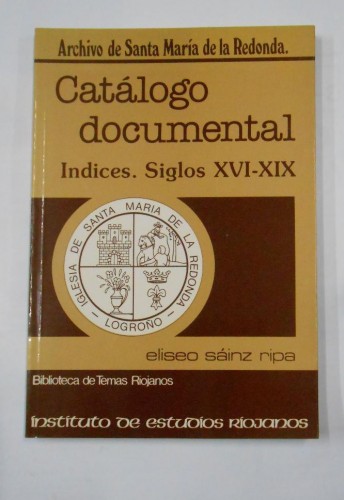 Archivo de Santa María de la Redonda.
Catálogo
documental
Indices. Siglos XVI-XIX
IGLESIA DE SANTA MARIA DE LA REDONDA
LOGROÑO
eliseo sáinz ripa
Biblioteca de Temas Riojanos
instituto de estudios riojanos